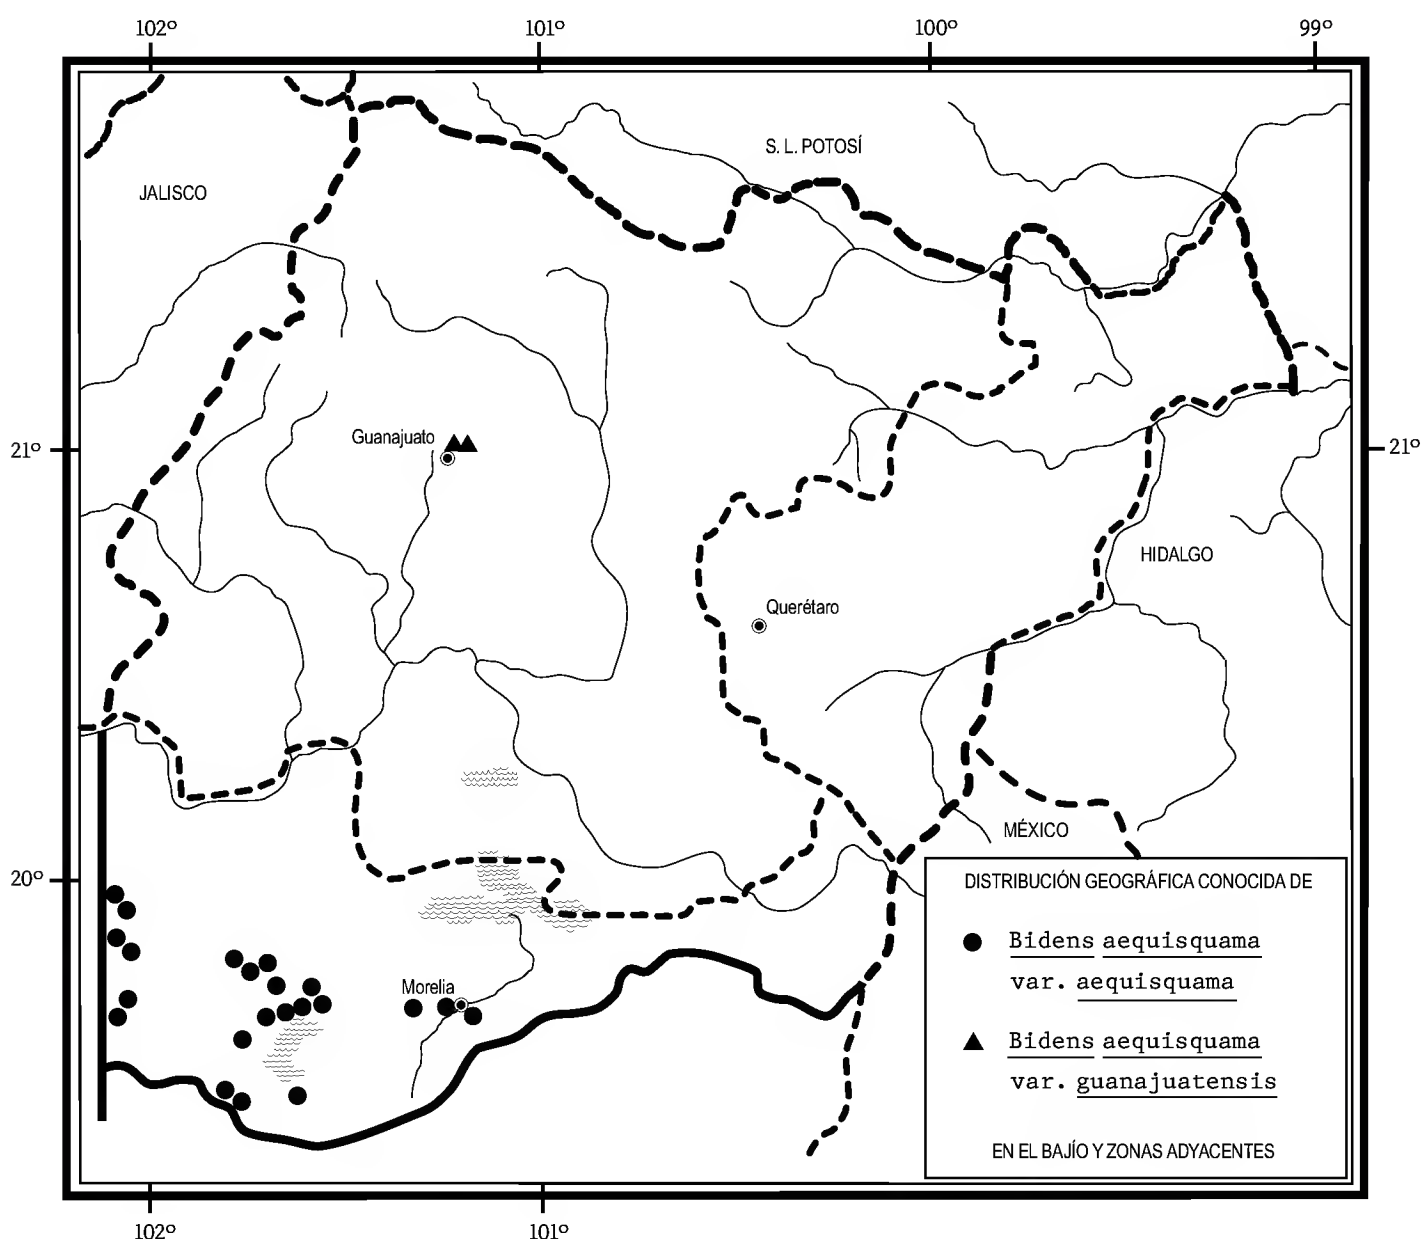 102º 101º 100º 99º
S. L. POTOSÍ
JALISCO
Guanajuato
21º 21º
HIDALGO
Querétaro
MÉXICO
20º
DISTRIBUCIÓN GEOGRÁFICA CONOCIDA DE
Bidens aequisquama
var. aequisquama
Morelia
Bidens aequisquama
var. guanajuatensis
EN EL BAJÍO Y ZONAS ADYACENTES
102º 101º